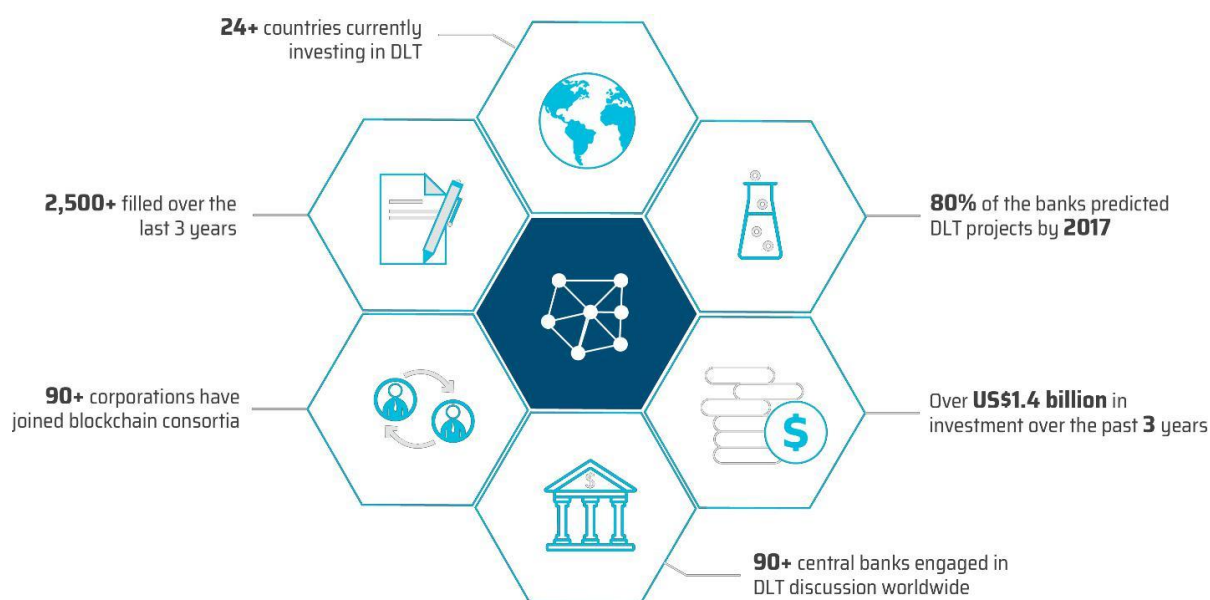 24+ countries currently
investing in DLT
2,500+ filled over the
last 3 years
80% of the banks predicted
DLT projects by 2017
90+ corporations have
joined blockchain consortia
Over US$1.4 billion in
investment over the past 3 years
$
$
90+ central banks engaged in
DLT discussion worldwide